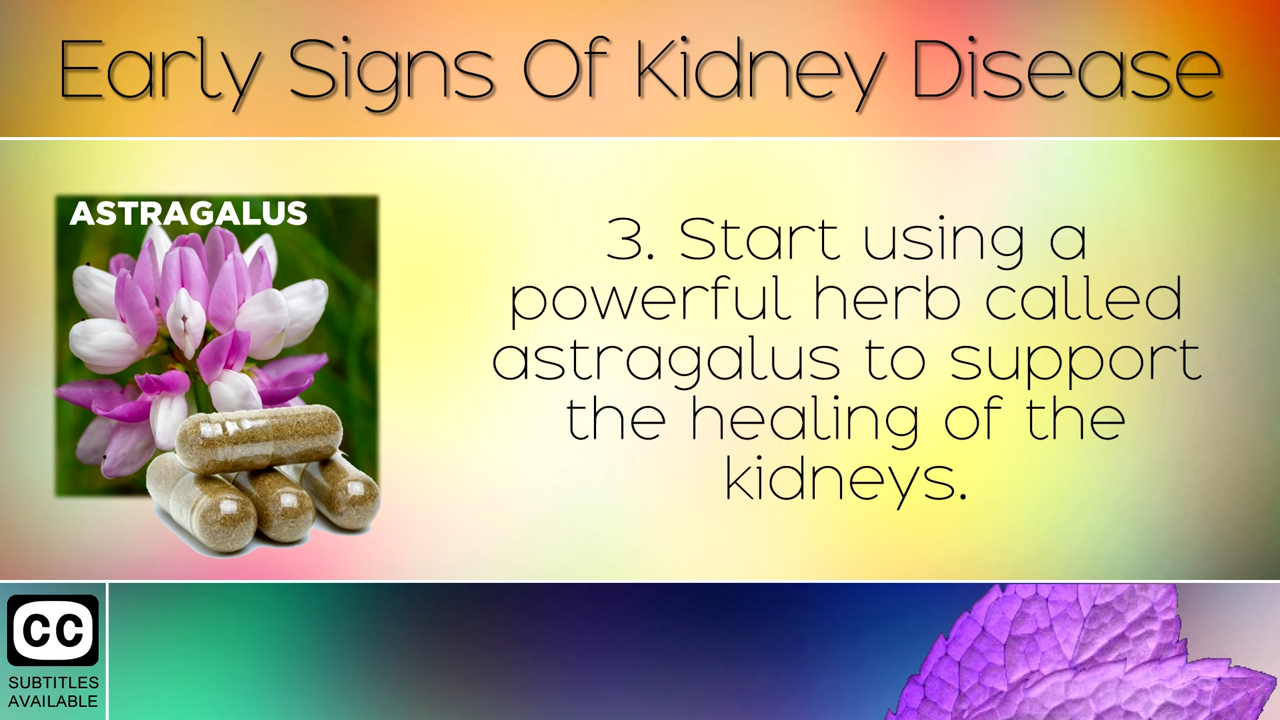 Early Signs Of Kidney Disease
ASTRAGALUS
3. Start using a
powerful herb called
astragalus to support
the healing of the
kidneys.
CC
SUBTITLES
AVAILABLE